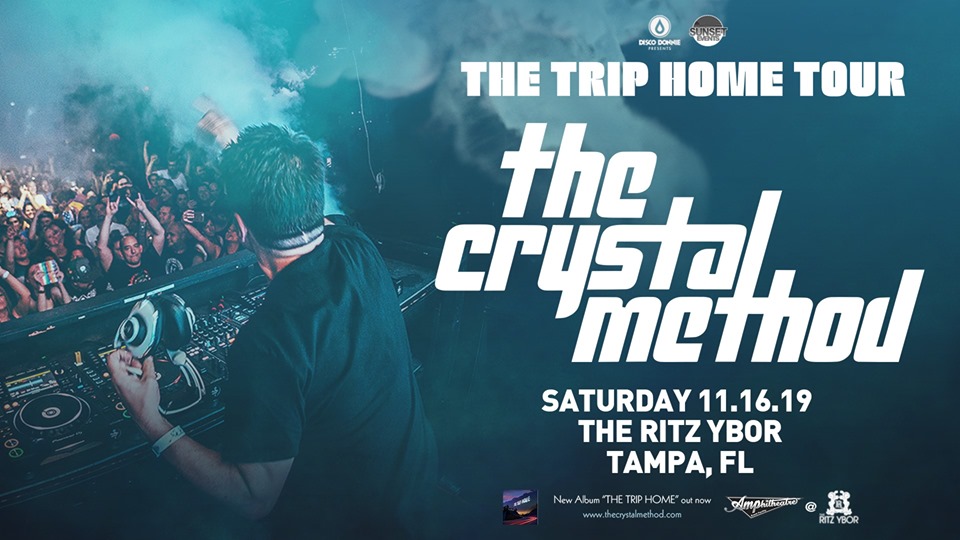 DISCO DONNIE
PRESENTS
SUNSET
EVENTS
THE TRIP HOME TOUR
the
crystal
method
SATURDAY 11.16.19
THE RITZ YBOR
TAMPA, FL
New Album "THE TRIP HOME" out now
www.thecrystalmethod.com
Amphitheatre
@
THE
RITZ YBOR